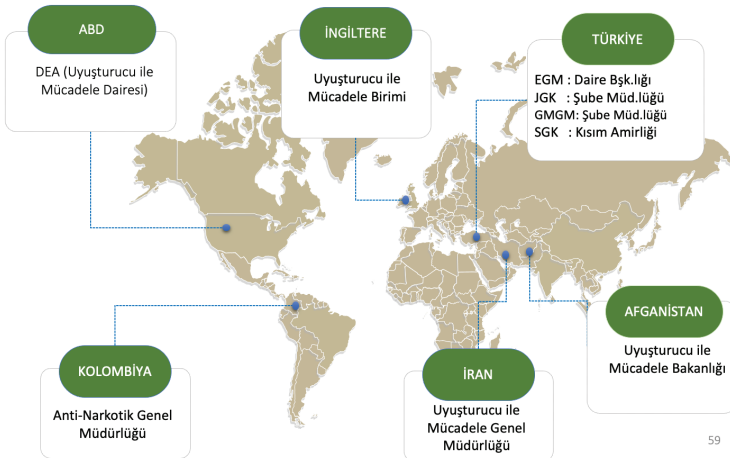 ABD
DEA (Uyuşturucu ile
Mücadele Dairesi)
İNGİLTERE
Uyuşturucu ile
Mücadele Birimi
TÜRKİYE
EGM : Daire Bşk.lığı
JGK : Şube Müd.lüğü
GMGM: Şube Müd.lüğü
SGK : Kısım Amirliği
KOLOMBİYA
Anti-Narkotik Genel
Müdürlüğü
İRAN
Uyuşturucu ile
Mücadele Genel
Müdürlüğü
AFGANİSTAN
Uyuşturucu ile
Mücadele Bakanlığı
59